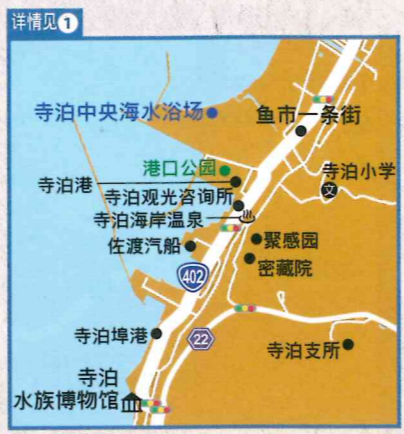 详情见1
寺泊中央海水浴场
鱼市一条街
港口公园
寺泊港
寺泊小学
文
寺泊观光咨询所
寺泊海岸温泉
佐渡汽船
聚感园
密藏院
402
寺泊埠港
22
寺泊支所
寺泊
水族博物馆